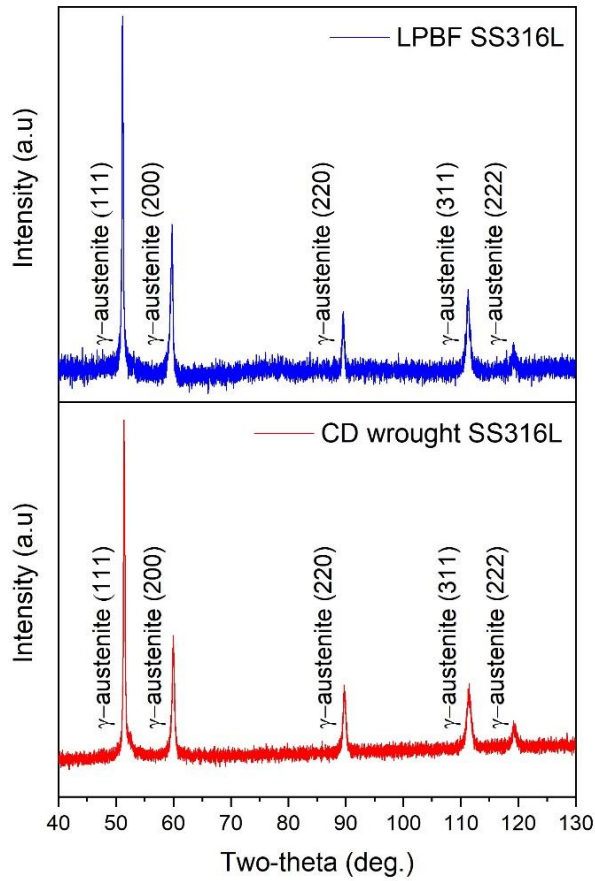 LPBF SS316L
Intensity (a.u)
γ−austenite (111)
γ−austenite (200)
γ−austenite (220)
γ−austenite (311)
γ−austenite (222)
CD wrought SS316L
Intensity (a.u)
γ−austenite (111)
γ−austenite (200)
γ−austenite (220)
γ−austenite (311)
γ−austenite (222)
40 50 60 70 80 90 100 110 120 130
Two-theta (deg.)